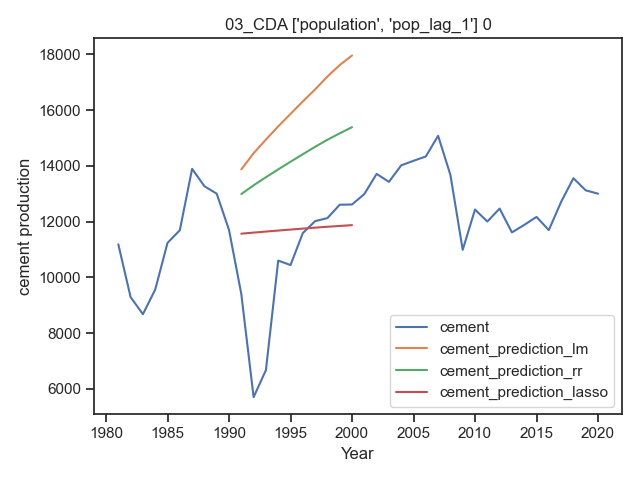 03_CDA ['population', 'pop_lag_1'] 0
18000
16000
14000
12000
10000
8000
6000
cement production
cement
cement_prediction_lm
cement_prediction_rr
cement_prediction_lasso
1980 1985 1990 1995 2000 2005 2010 2015 2020
Year